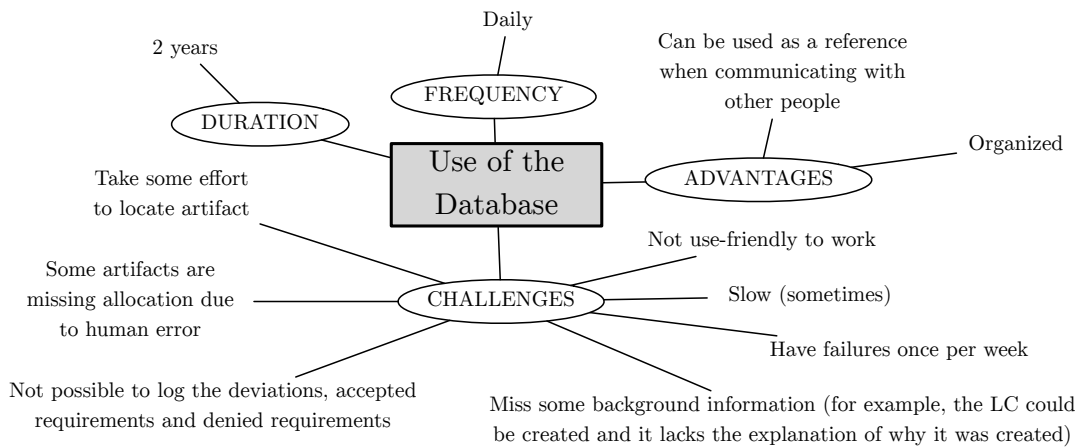 Daily
2 years
FREQUENCY
Can be used as a reference
when communicating with
other people
DURATION
Organized
Use of the
Database
ADVANTAGES
Take some effort
to locate artifact
Not use-friendly to work
Some artifacts are
missing allocation due
to human error
CHALLENGES
Slow (sometimes)
Have failures once per week
Not possible to log the deviations, accepted
requirements and denied requirements
Miss some background information (for example, the LC could
be created and it lacks the explanation of why it was created)